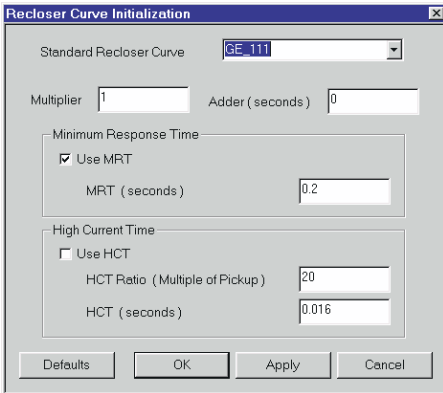 Recloser Curve Initialization
Standard Recloser Curve GE_111
Multiplier 1 Adder ( seconds ) 0
Minimum Response Time
Use MRT
MRT ( seconds ) 0.2
High Current Time
Use HCT
HCT Ratio ( Multiple of Pickup ) 20
HCT ( seconds ) 0.016
Defaults OK Apply Cancel